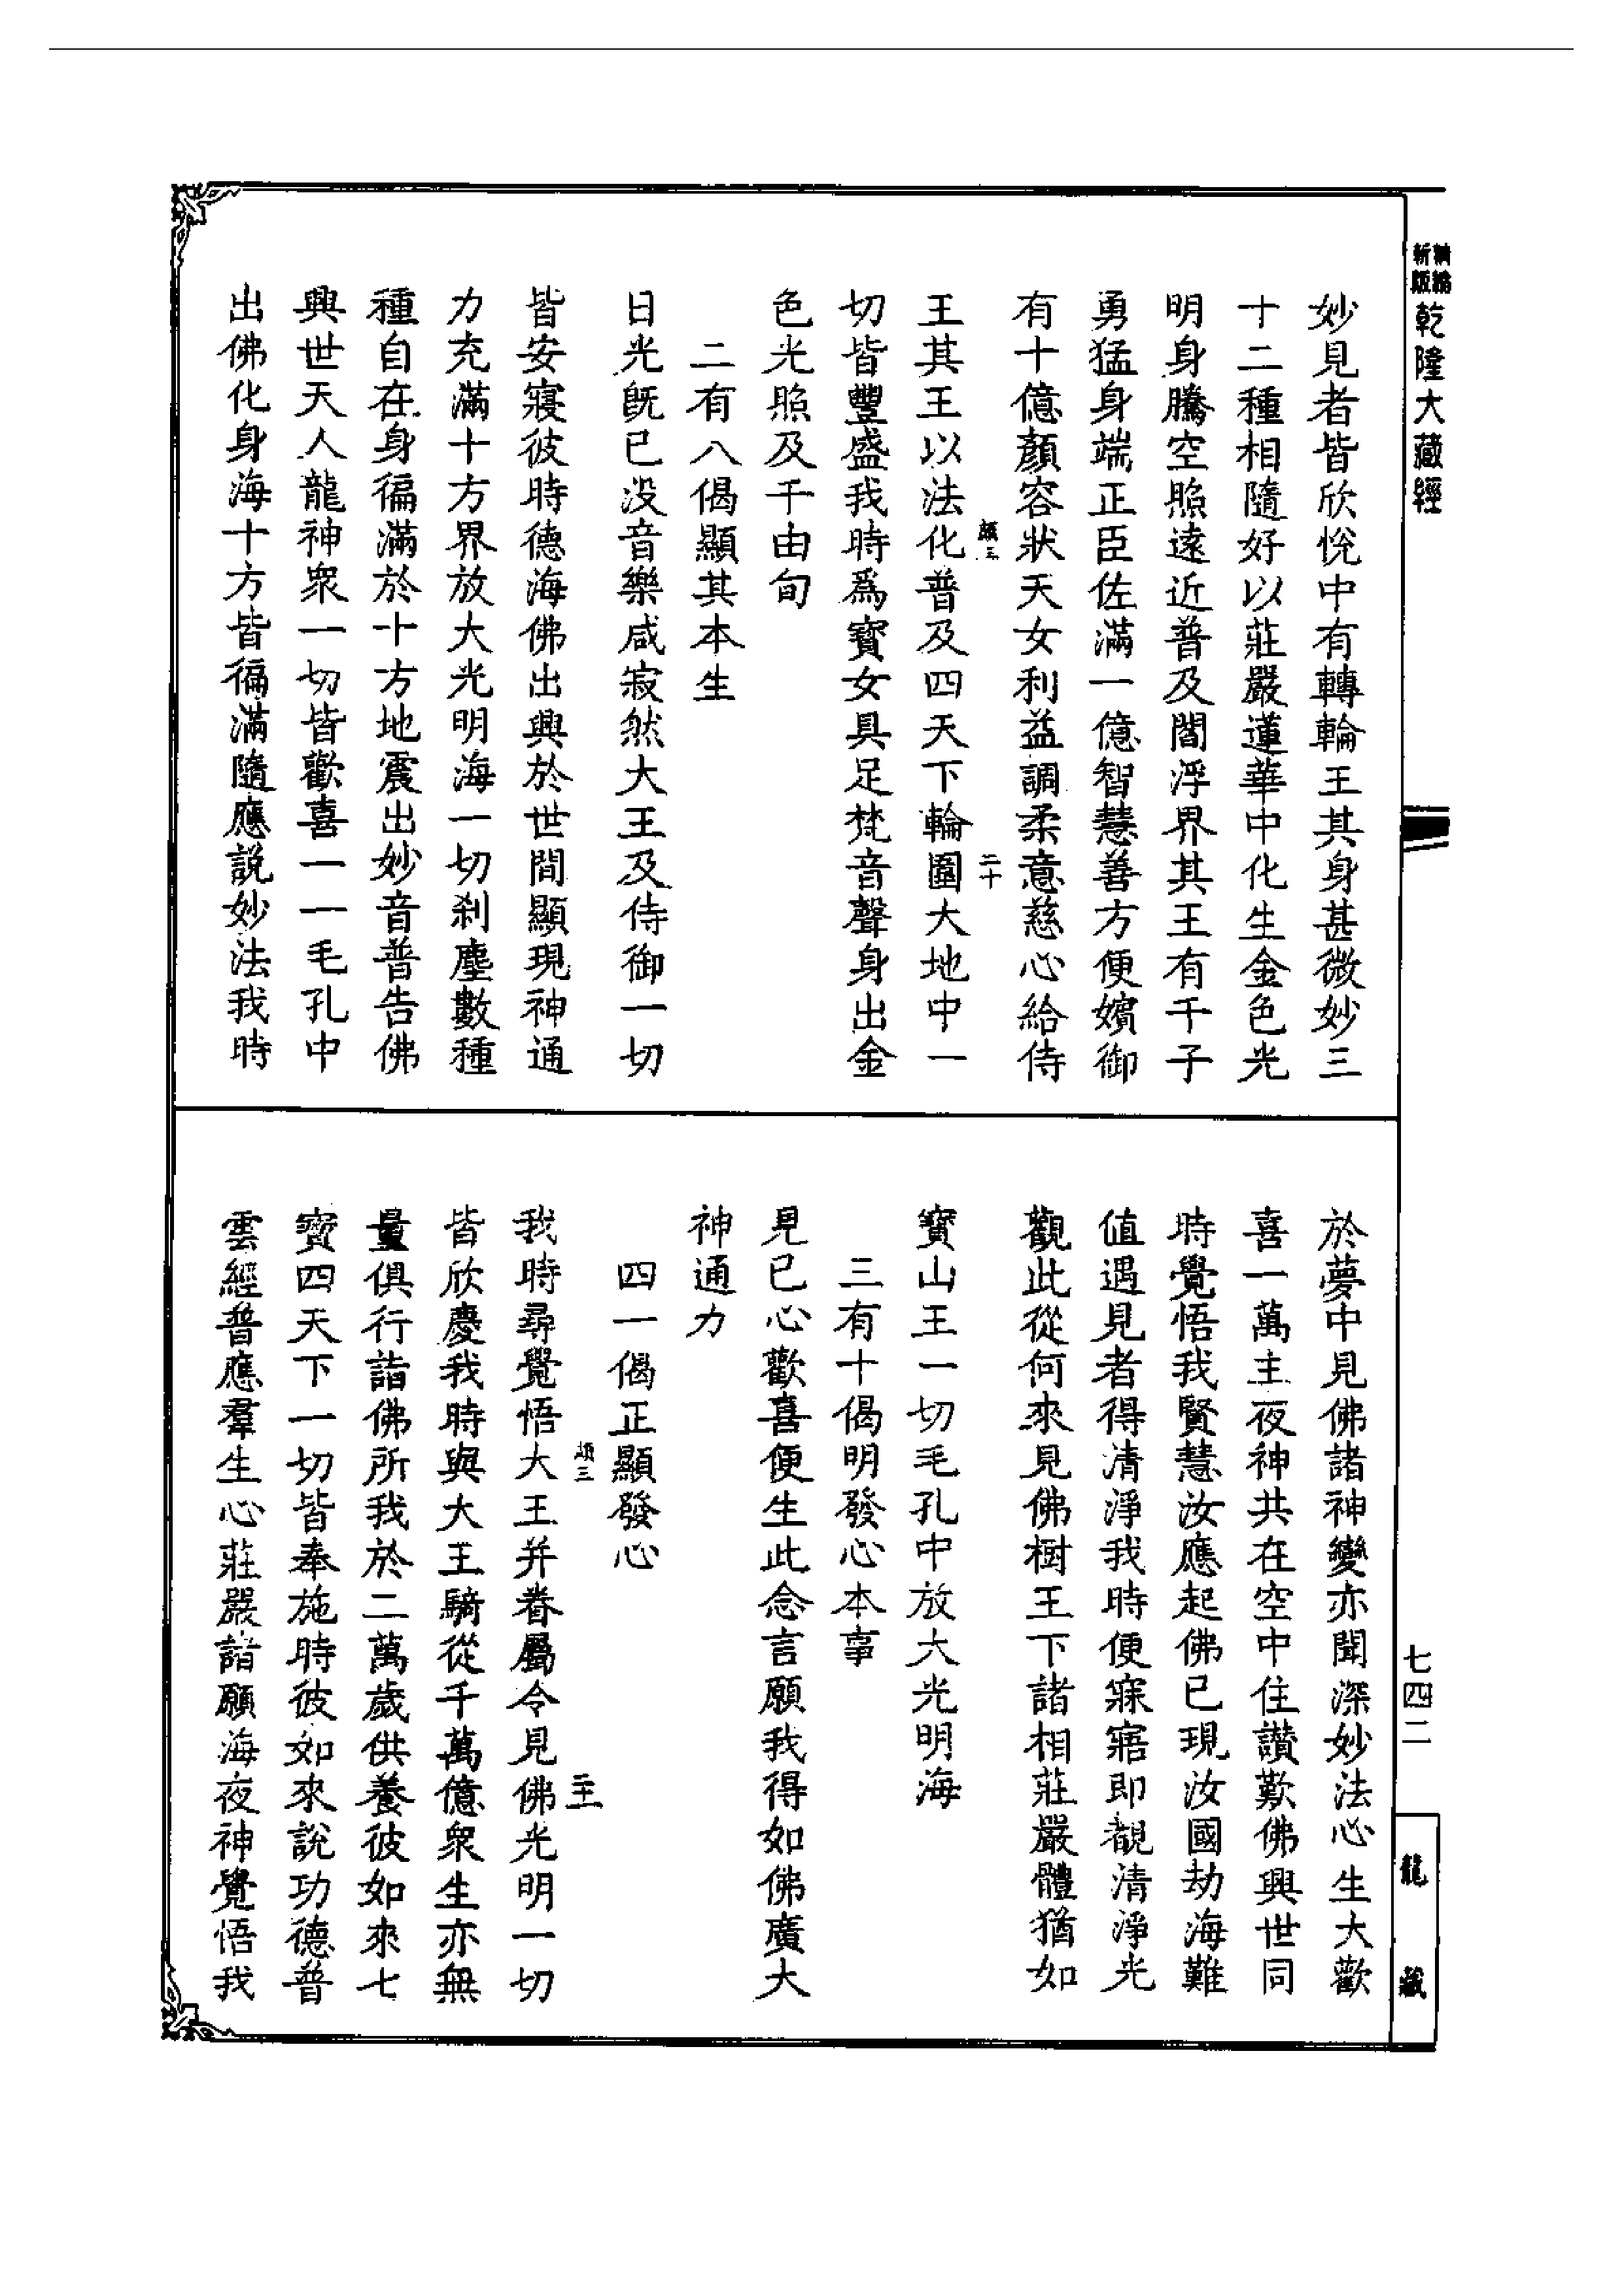 精編
新版
乾隆大藏經
妙見者皆欣悅中有轉輪王其身甚微妙三
十二種相隨好以莊嚴蓮華中化生金色光
明身騰空照遠近普及閻浮界其王有千子
勇猛身端正臣佐滿一億智慧善方便嬪御
有十億顏容狀天女利益調柔意慈心給侍
二十
王其王以法化普及四天下輪圍大地中一
切皆豐盛我時爲寶女具足梵音聲身出金
色光照及千由旬
二有八偈顯其本生
日光旣已沒音樂咸寂然大王及侍御一切
皆安寢彼時德海佛出興於世間顯現神通
力充滿十方界放大光明海一切刹塵數種
種自在身徧滿於十方地震出妙音普告佛
興世天人龍神衆一切皆歡喜一一毛孔中
出佛化身海十方皆徧滿隨應說妙法我時
於夢中見佛諸神變亦聞深妙法心生大歡
喜一萬主夜神共在空中住讚歎佛興世同
時覺悟我賢慧汝應起佛已現汝國劫海難
值遇見者得清淨我時便寐寤即覩清淨光
觀此從何來見佛樹王下諸相莊嚴體猶如
寶山王一切毛孔中放大光明海
三有十偈明發心本事
見已心歡喜便生此念言願我得如佛廣大
神通力
四一偈正顯發心
我時尋覺悟大王并眷屬令見佛光明一切
皆欣慶我時與大王騎從千萬億衆生亦無
量俱行詣佛所我於二萬歲供養彼如來七
寶四天下一切皆奉施時彼如來說功德普
雲經普應羣生心莊嚴諸願海夜神覺悟我
七四二
龍藏